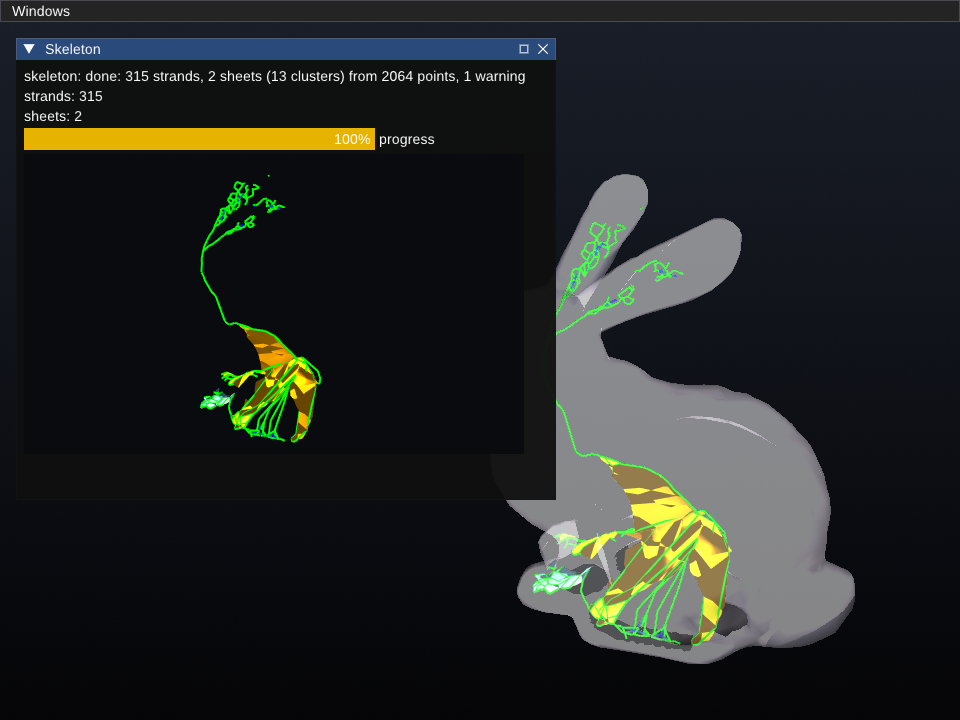 Windows
Skeleton
skeleton: done: 315 strands, 2 sheets (13 clusters) from 2064 points, 1 warning
strands: 315
sheets: 2
100% progress